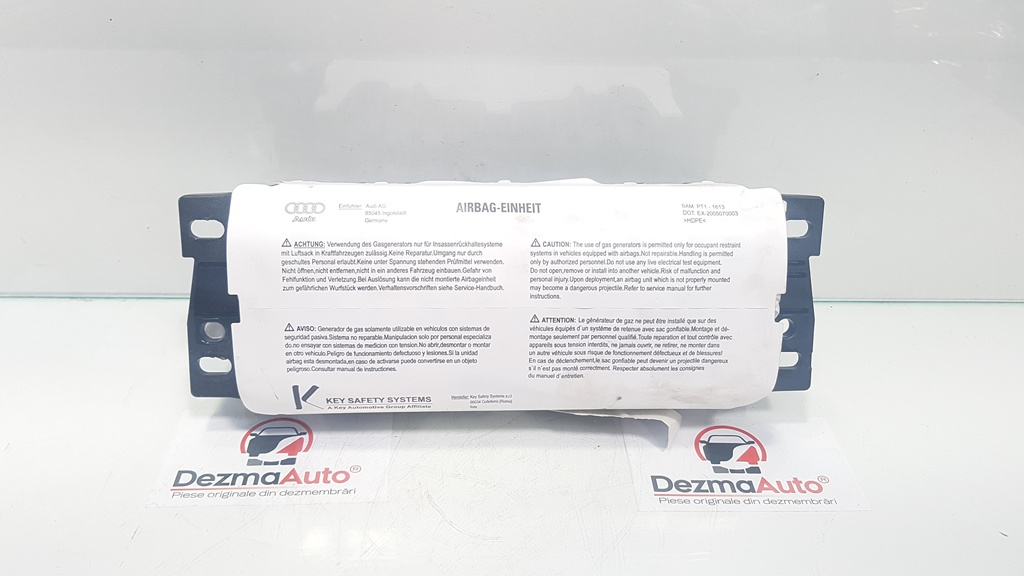 Audi
Einführer: Audi AG
85045 Ingolstadt
Germany
AIRBAG-EINHEIT
BAM PT1 - 1613
DOT. EX-2005070003
>HDPE<
ACHTUNG: Verwendung des Gasgenerators nur für Insassenrückhaltesysteme
mit Luftsack in Kraftfahrzeugen zulässig.Keine Reparatur.Umgang nur durch
geschultes Personal erlaubt.Keine unter Spannung stehenden Prüfmittel verwenden.
Nicht öffnen,nicht entfernen,nicht in ein anderes Fahrzeug einbauen.Gefahr von
Fehlfunktion und Verletzung.Bei Auslösung kann die nicht montierte Airbageinheit
zum gefährlichen Wurfstück werden.Verhaltensvorschriften siehe Service-Handbuch.
CAUTION: The use of gas generators is permitted only for occupant restraint
systems in vehicles equipped with airbags.Not repairable.Handling is permitted
only by authorized personnel.Do not use any live electrical test equipment.
Do not open,remove or install into another vehicle.Risk of malfunction and
personal injury.Upon deployment,an airbag unit which is not properly mounted
may become a dangerous projectile.Refer to service manual for further
instructions.
AVISO: Generador de gas solamente utilizable en vehiculos con sistemas de
seguridad pasiva.Sistema no reparable.Manipulacion solo por personal especializa
do.no ensayar con sistemas de medicion con tension.No abrir,desmontar o montar
en otro vehiculo.Peligro de funcionamiento defectuoso y lesiones.Si la unidad
airbag esta desmontada,en caso de activarse puede convertirse en un objeto
peligroso.Consultar manual de instrucciones.
ATTENTION: Le générateur de gaz ne peut être installé que sur des
véhicules équipés d'un système de retenue avec sac gonflable.Montage et dé-
montage seulement par personnel qualifié.Toute réparation et tout contrôle avec
appareils sous tension interdits, ne jamais ouvrir, ne retirer, ne monter dans
un autre véhicule sous risque de fonctionnement défectueux et de blessures!
En cas de déclenchement,le sac gonflable peut devenir un projectile dangereux
s'il n'est pas monté correctement. Respecter absolument les consignes
du manuel d'entretien.
K KEY SAFETY SYSTEMS
A Key Automotive Group Affiliate
Hersteller: Key Safety Systems s.r.l
00034 Colleferro (Roma)
Italy
DezmaAuto®
Piese originale din dezmembrări
DezmaAuto®
Piese originale din dezmembrări